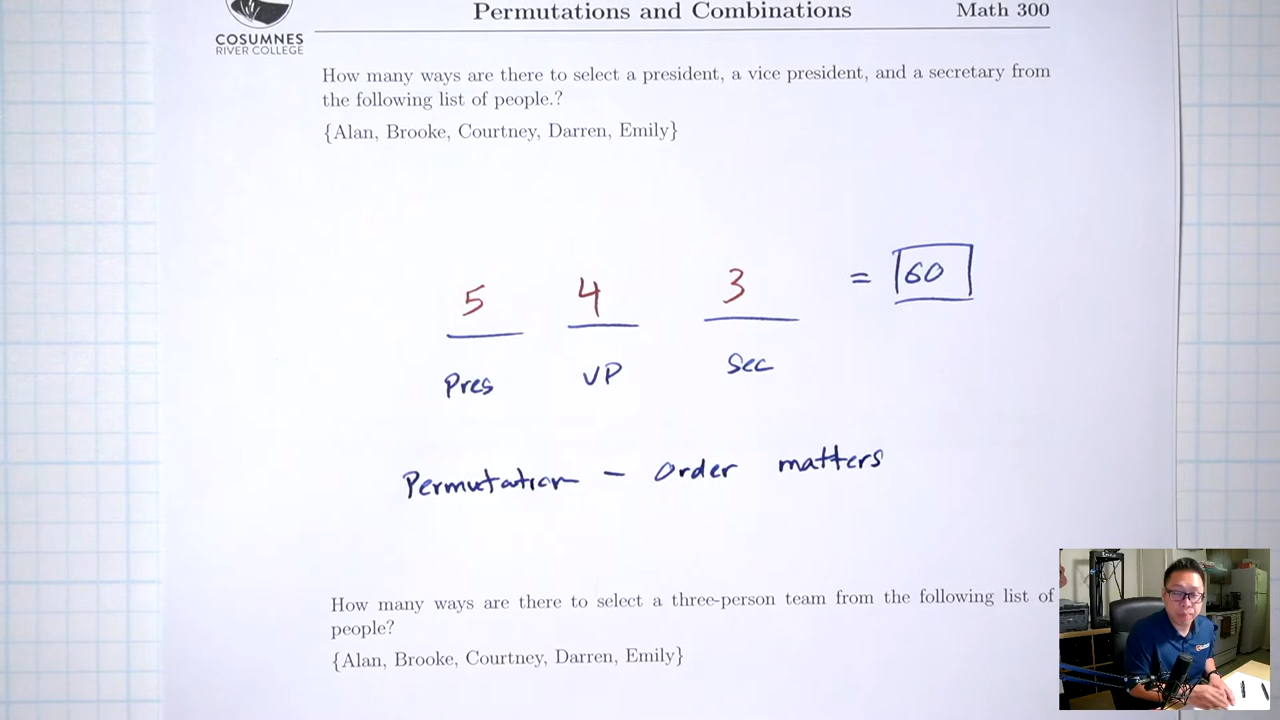 Permutations and Combinations Math 300
COSUMNES
RIVER COLLEGE
How many ways are there to select a president, a vice president, and a secretary from
the following list of people.?
{Alan, Brooke, Courtney, Darren, Emily}
5 4 3 = 60
Pres VP Sec
Permutation - Order matters
How many ways are there to select a three-person team from the following list of
people?
{Alan, Brooke, Courtney, Darren, Emily}